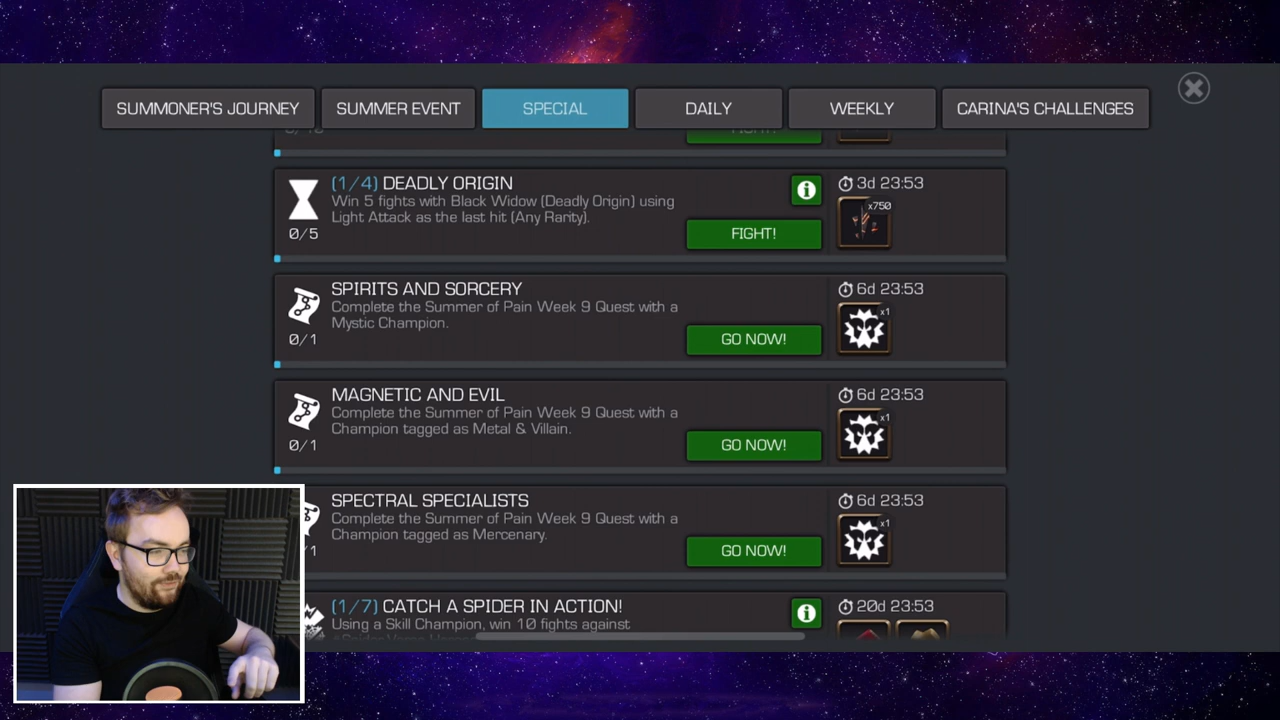 SUMMONER'S JOURNEY
SUMMER EVENT
SPECIAL
DAILY
WEEKLY
CARINA'S CHALLENGES
FIGHT!
(1/4) DEADLY ORIGIN
Win 5 fights with Black Widow (Deadly Origin) using
Light Attack as the last hit (Any Rarity).
0/5
FIGHT!
3d 23:53
x750
SPIRITS AND SORCERY
Complete the Summer of Pain Week 9 Quest with a
Mystic Champion.
0/1
GO NOW!
6d 23:53
x1
MAGNETIC AND EVIL
Complete the Summer of Pain Week 9 Quest with a
Champion tagged as Metal & Villain.
0/1
GO NOW!
6d 23:53
x1
SPECTRAL SPECIALISTS
Complete the Summer of Pain Week 9 Quest with a
Champion tagged as Mercenary.
/1
GO NOW!
6d 23:53
x1
(1/7) CATCH A SPIDER IN ACTION!
Using a Skill Champion, win 10 fights against
20d 23:53